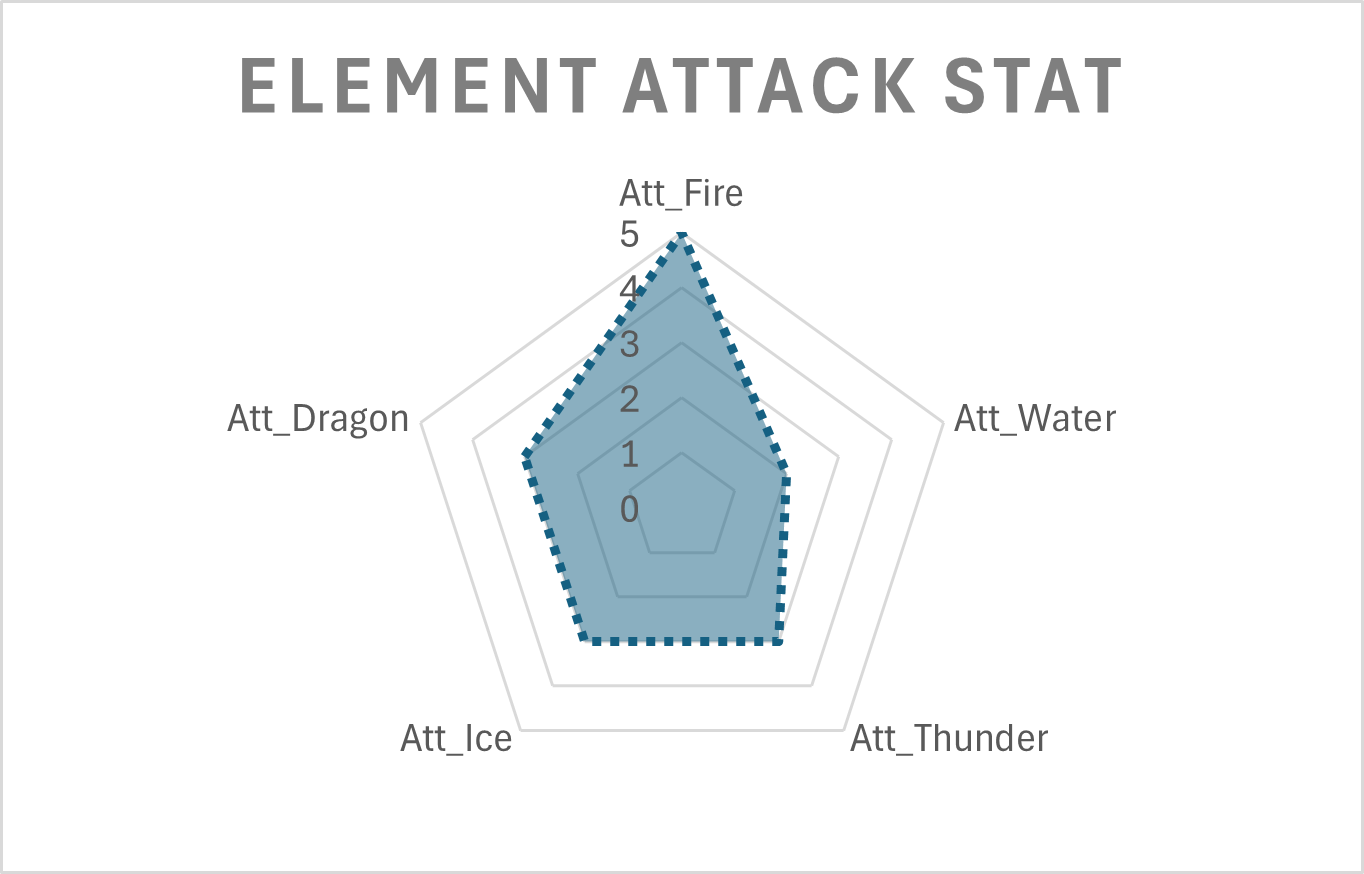 ELEMENT ATTACK STAT
Att_Fire
5
4
3
2
1
0
Att_Dragon
Att_Water
Att_Ice
Att_Thunder